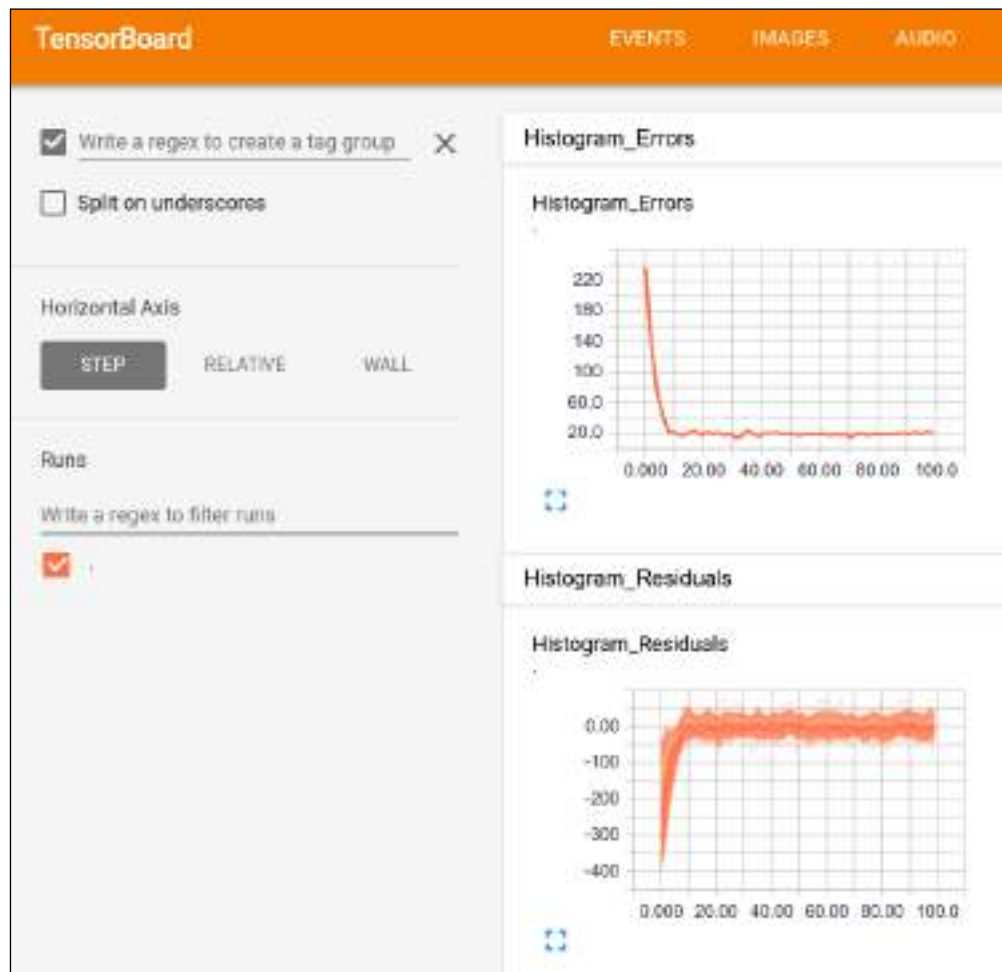 TensorBoard
EVENTS IMAGES AUDIO
Write a regex to create a tag group
Split on underscores
Horizontal Axis
STEP RELATIVE WALL
Runs
Write a regex to filter runs
Histogram_Errors
Histogram_Errors
220
180
140
100
60.0
20.0
0.000 20.00 40.00 60.00 80.00 100.0
Histogram_Residuals
Histogram_Residuals
0.00
-100
-200
-300
-400
0.000 20.00 40.00 60.00 80.00 100.0